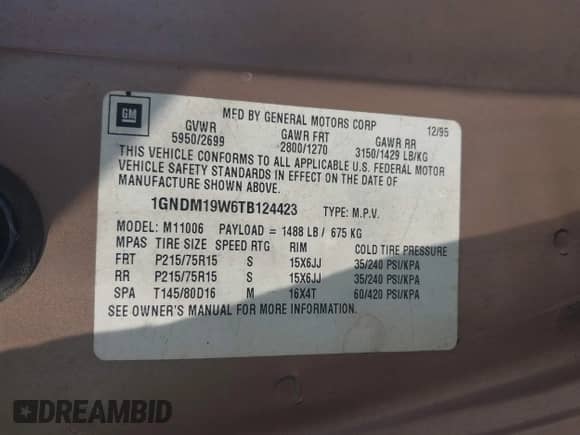 GM
MFD BY GENERAL MOTORS CORP 12/95
GVWR GAWR FRT GAWR RR
5950/2699 2800/1270 3150/1429 LB/KG
THIS VEHICLE CONFORMS TO ALL APPLICABLE U.S. FEDERAL MOTOR
VEHICLE SAFETY STANDARDS IN EFFECT ON THE DATE OF
MANUFACTURE SHOWN ABOVE.
1GNDM19W6TB124423 TYPE: M.P.V.
MODEL: M11006 PAYLOAD = 1488 LB/ 675 KG
MPAS TIRE SIZE SPEED RTG RIM COLD TIRE PRESSURE
FRT P215/75R15 S 15X6JJ 35/240 PSI/KPA
RR P215/75R15 S 15X6JJ 35/240 PSI/KPA
SPA T145/80D16 M 16X4T 60/420 PSI/KPA
SEE OWNER'S MANUAL FOR MORE INFORMATION.
DREAMBID